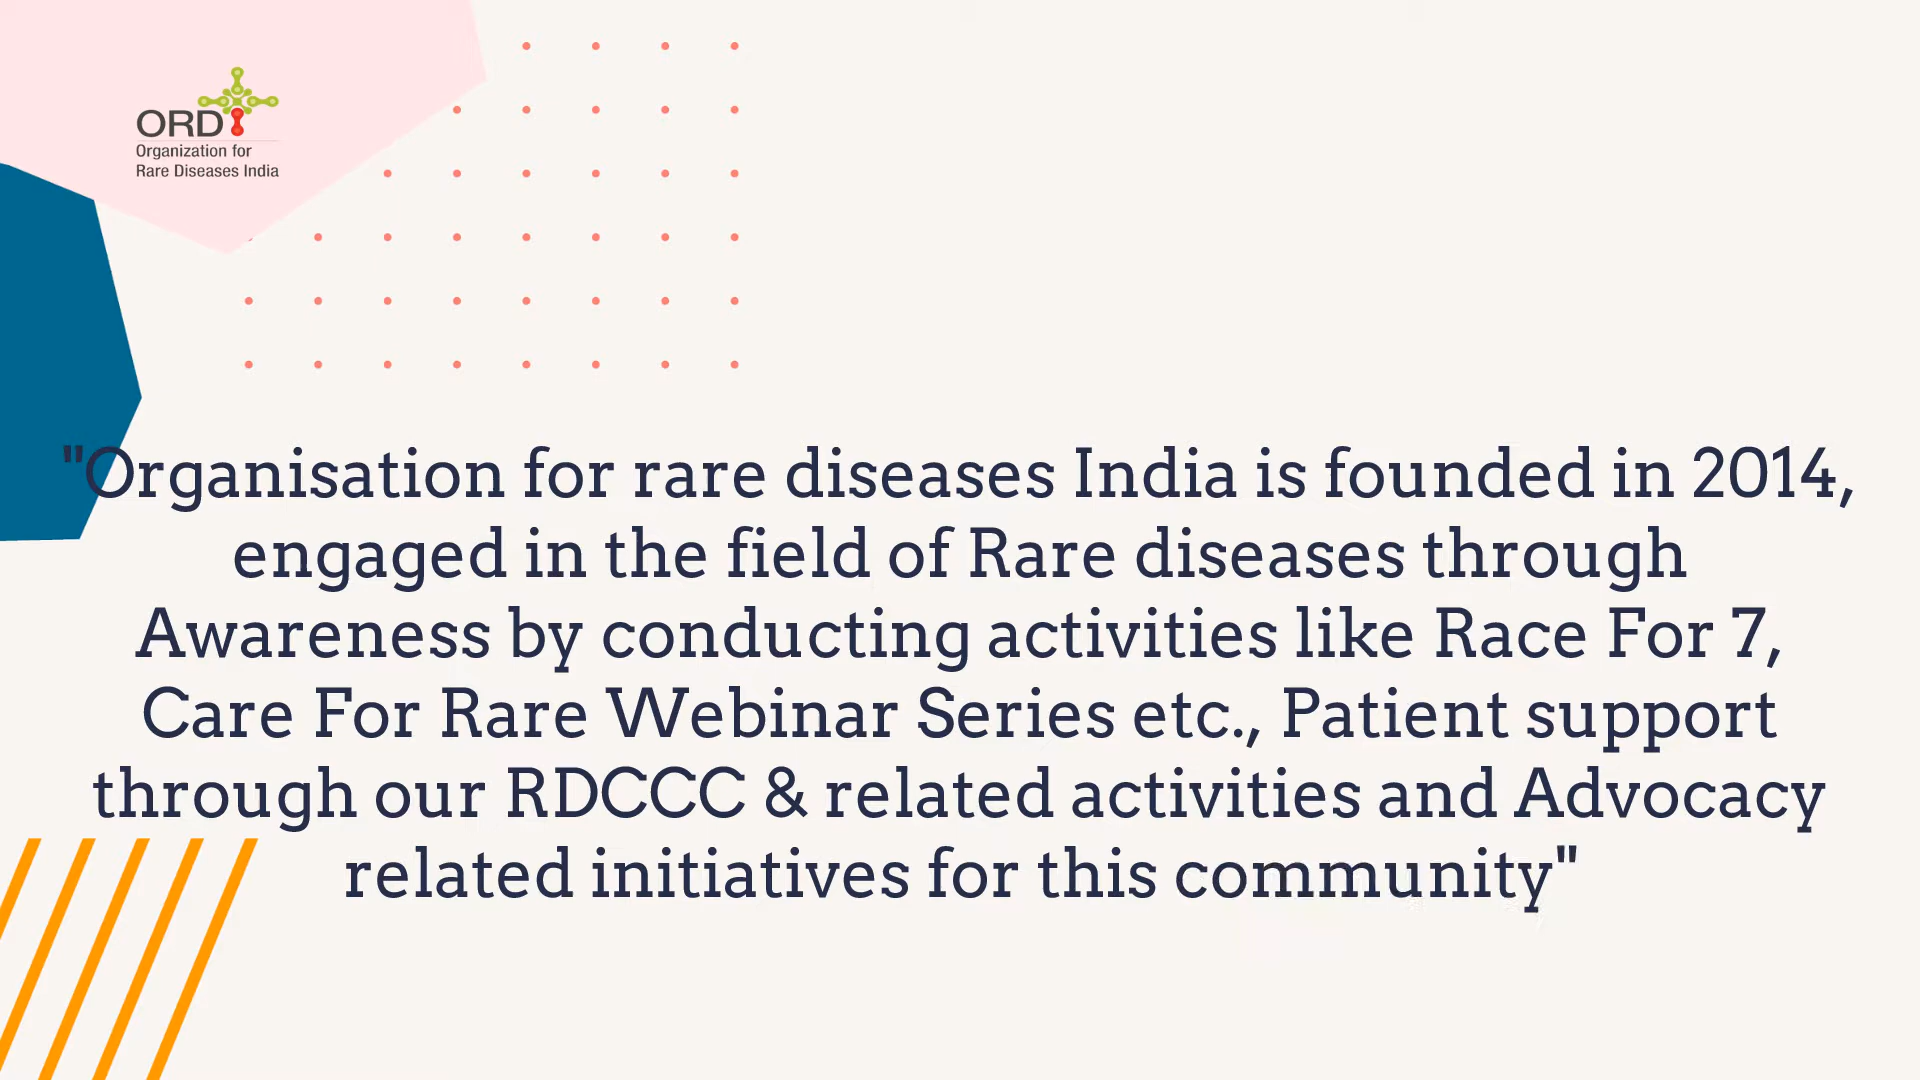 ORDI
Organization for
Rare Diseases India
"Organisation for rare diseases India is founded in 2014,
engaged in the field of Rare diseases through
Awareness by conducting activities like Race For 7,
Care For Rare Webinar Series etc., Patient support
through our RDCCC & related activities and Advocacy
related initiatives for this community"